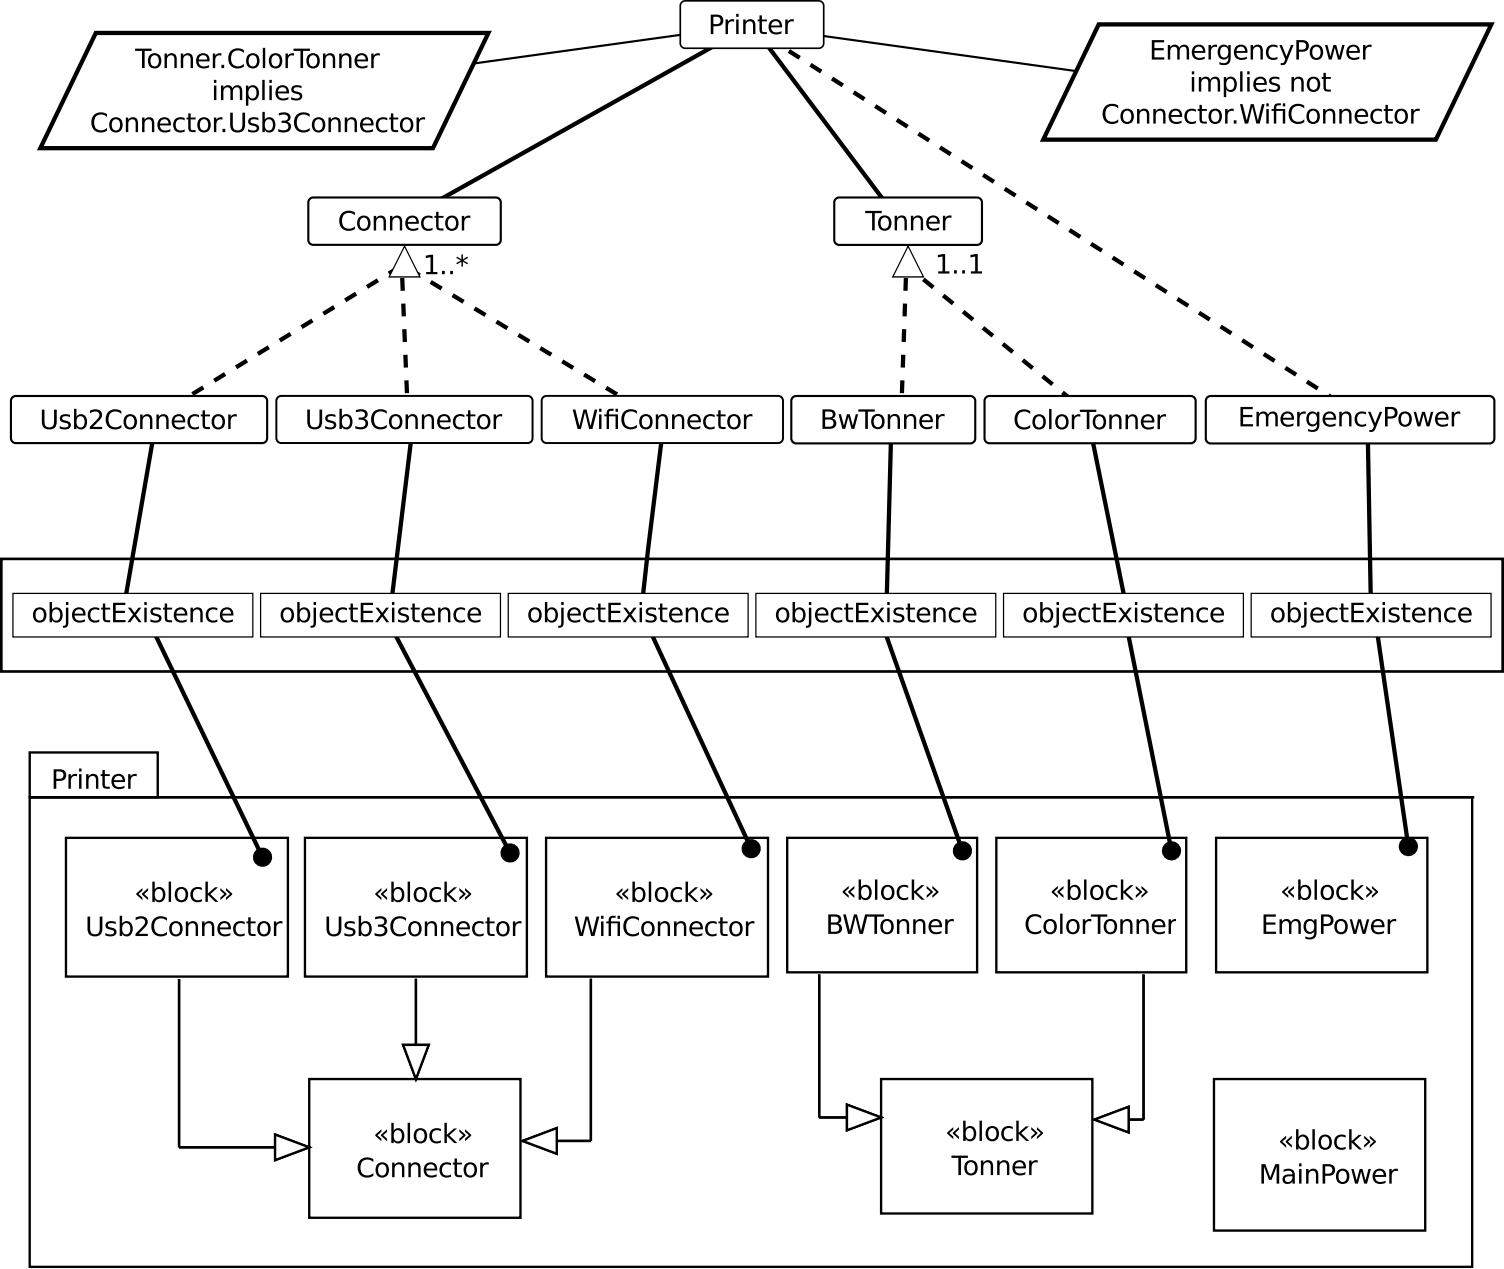 Printer
Tonner.ColorTonner
implies
Connector.Usb3Connector
EmergencyPower
implies not
Connector.WifiConnector
Connector
Tonner
1..*
1..1
Usb2Connector
Usb3Connector
WifiConnector
BwTonner
ColorTonner
EmergencyPower
objectExistence
objectExistence
objectExistence
objectExistence
objectExistence
objectExistence
Printer
«block»
Usb2Connector
«block»
Usb3Connector
«block»
WifiConnector
«block»
BWTonner
«block»
ColorTonner
«block»
EmgPower
«block»
Connector
«block»
Tonner
«block»
MainPower